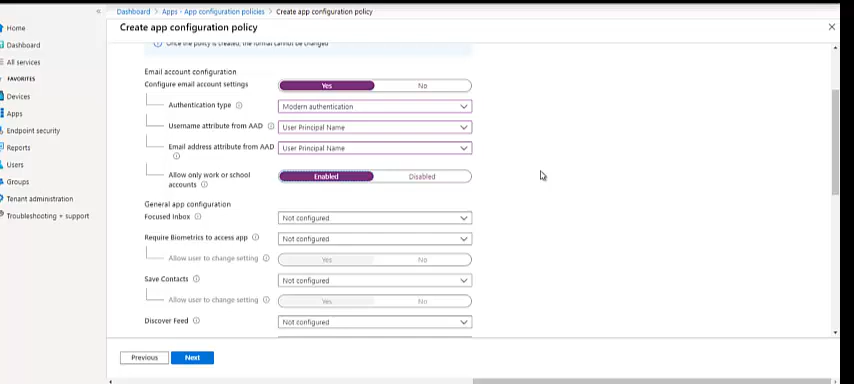 Dashboard > Apps - App configuration policies > Create app configuration policy
Create app configuration policy
Home
Dashboard
All services
FAVORITES
Devices
Apps
Endpoint security
Reports
Users
Groups
Tenant administration
Troubleshooting + support
Once the policy is created, the format cannot be changed
Email account configuration
Configure email account settings Yes No
Authentication type Modern authentication
Username attribute from AAD User Principal Name
Email address attribute from AAD User Principal Name
Allow only work or school accounts Enabled Disabled
General app configuration
Focused Inbox Not configured
Require Biometrics to access app Not configured
Allow user to change setting Yes No
Save Contacts Not configured
Allow user to change setting Yes No
Discover Feed Not configured
Previous Next